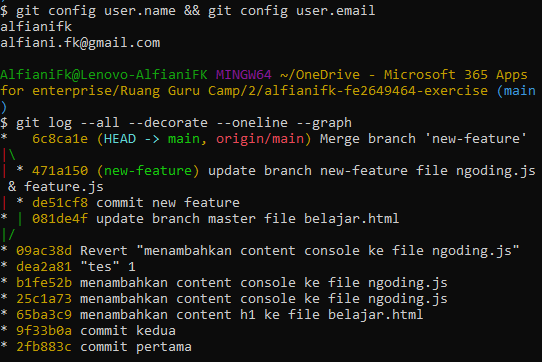 $ git config user.name && git config user.email
alfianifk
alfiani.fk@gmail.com
AlfianiFk@Lenovo-AlfianiFK MINGW64 ~/OneDrive - Microsoft 365 Apps
for enterprise/Ruang Guru Camp/2/alfianifk-fe2649464-exercise (main
)
$ git log --all --decorate --oneline --graph
*   6c8ca1e (HEAD -> main, origin/main) Merge branch 'new-feature'
|\
| * 471a150 (new-feature) update branch new-feature file ngoding.js
 & feature.js
| * de51cf8 commit new feature
* | 081de4f update branch master file belajar.html
|/
* 09ac38d Revert "menambahkan content console ke file ngoding.js"
* dea2a81 "tes" 1
* b1fe52b menambahkan content console ke file ngoding.js
* 25c1a73 menambahkan content console ke file ngoding.js
* 65ba3c9 menambahkan content h1 ke file belajar.html
* 9f33b0a commit kedua
* 2fb883c commit pertama